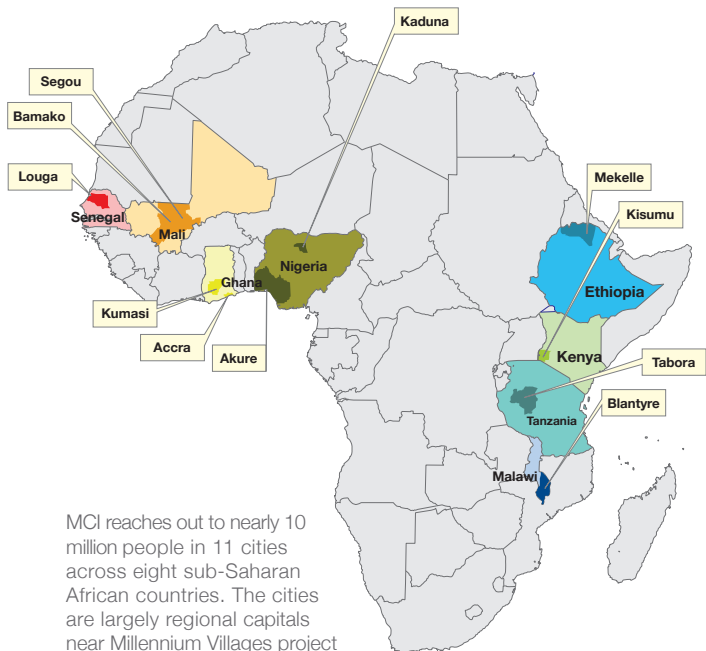 Kaduna
Segou
Bamako
Louga
Mekelle
Kisumu
Senegal
Mali
Nigeria
Ghana
Ethiopia
Kumasi
Accra
Akure
Kenya
Tabora
Blantyre
Tanzania
Malawi
MCI reaches out to nearly 10
million people in 11 cities
across eight sub-Saharan
African countries. The cities
are largely regional capitals
near Millennium Villages project